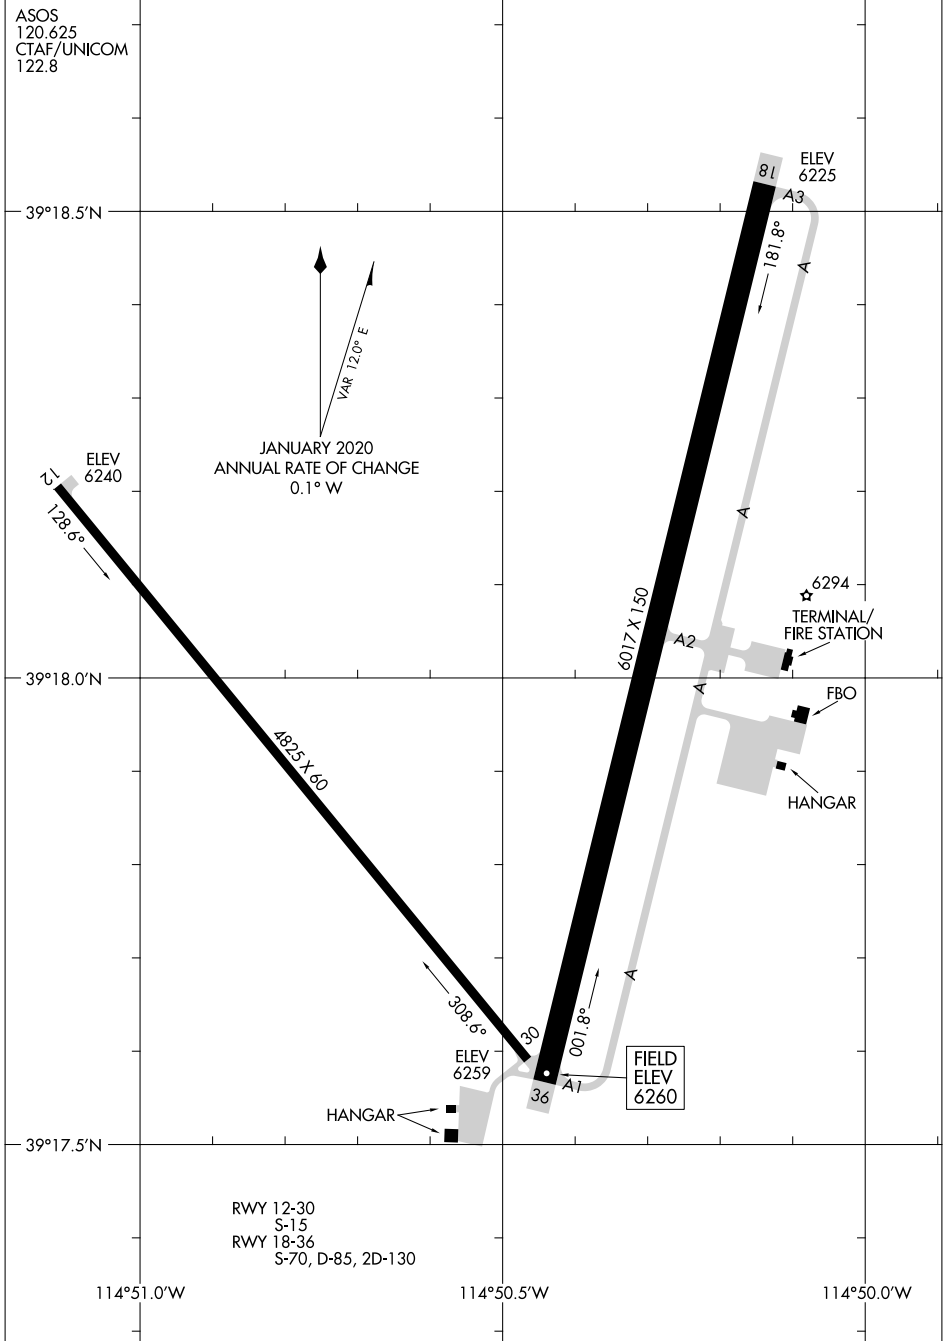 ASOS
120.625
CTAF/UNICOM
122.8
ELEV
6225
18
A3
39°18.5'N
181.8°
A
VAR 12.0° E
JANUARY 2020
ANNUAL RATE OF CHANGE
0.1° W
ELEV
6240
12
128.6°
A
6294
6017 X 150
TERMINAL/
FIRE STATION
A2
39°18.0'N
A
FBO
4825 X 60
HANGAR
A
308.6°
30
001.8°
ELEV
6259
FIELD
ELEV
6260
A1
36
HANGAR
39°17.5'N
RWY 12-30
S-15
RWY 18-36
S-70, D-85, 2D-130
114°51.0'W
114°50.5'W
114°50.0'W